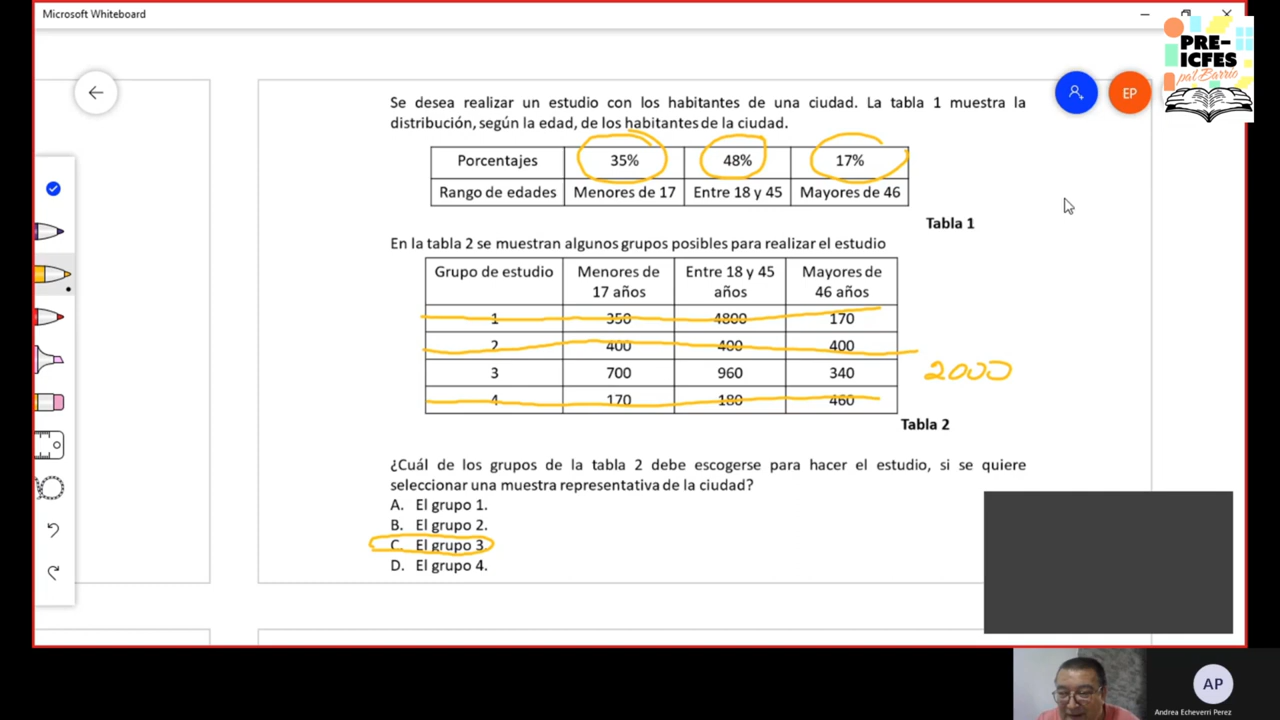 Microsoft Whiteboard
PRE-
ICFES
pa'l Barrio
EP
Se desea realizar un estudio con los habitantes de una ciudad. La tabla 1 muestra la
distribución, según la edad, de los habitantes de la ciudad.
Porcentajes 35% 48% 17%
Rango de edades Menores de 17 Entre 18 y 45 Mayores de 46
Tabla 1
En la tabla 2 se muestran algunos grupos posibles para realizar el estudio
Grupo de estudio Menores de 17 años Entre 18 y 45 años Mayores de 46 años
1 350 4800 170
2 400 400 400
3 700 960 340 2000
4 170 180 460
Tabla 2
¿Cuál de los grupos de la tabla 2 debe escogerse para hacer el estudio, si se quiere
seleccionar una muestra representativa de la ciudad?
A. El grupo 1.
B. El grupo 2.
C. El grupo 3.
D. El grupo 4.
AP
Andrea Echeverri Perez